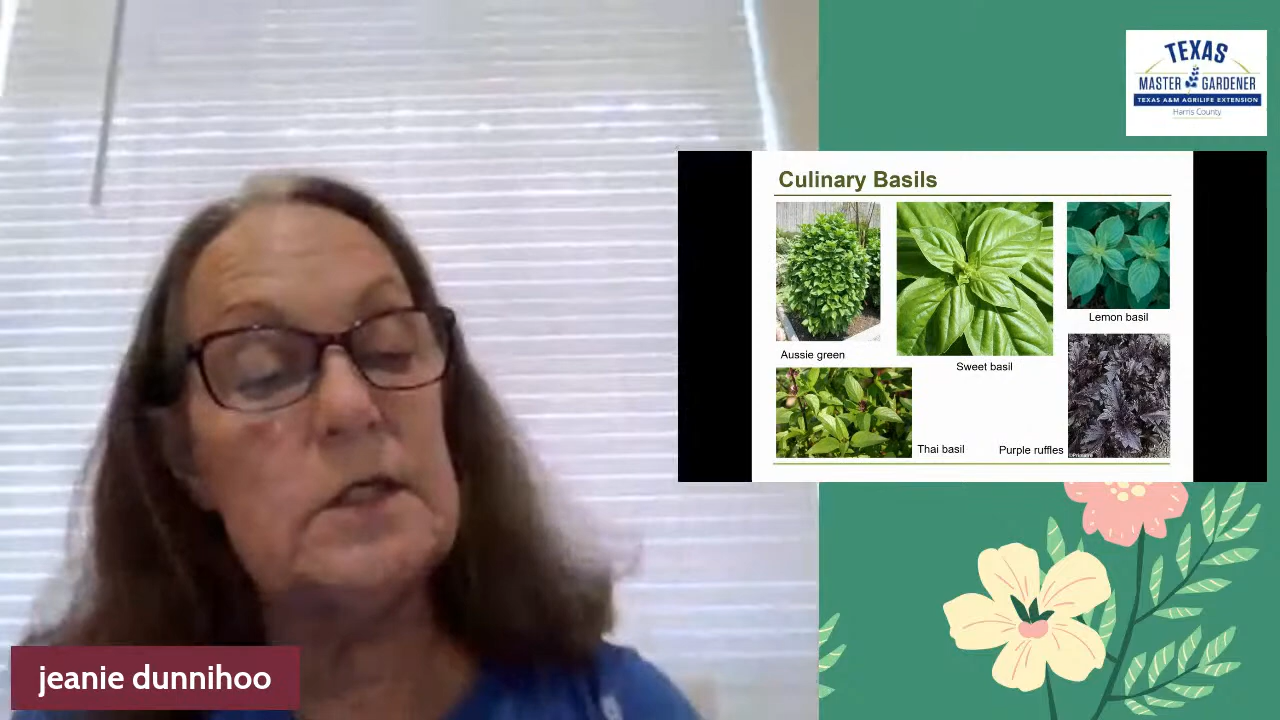 TEXAS
MASTER GARDENER
TEXAS A&M AGRILIFE EXTENSION
Harris County
Culinary Basils
Aussie green
Sweet basil
Lemon basil
Thai basil
Purple ruffles
jeanie dunnihoo